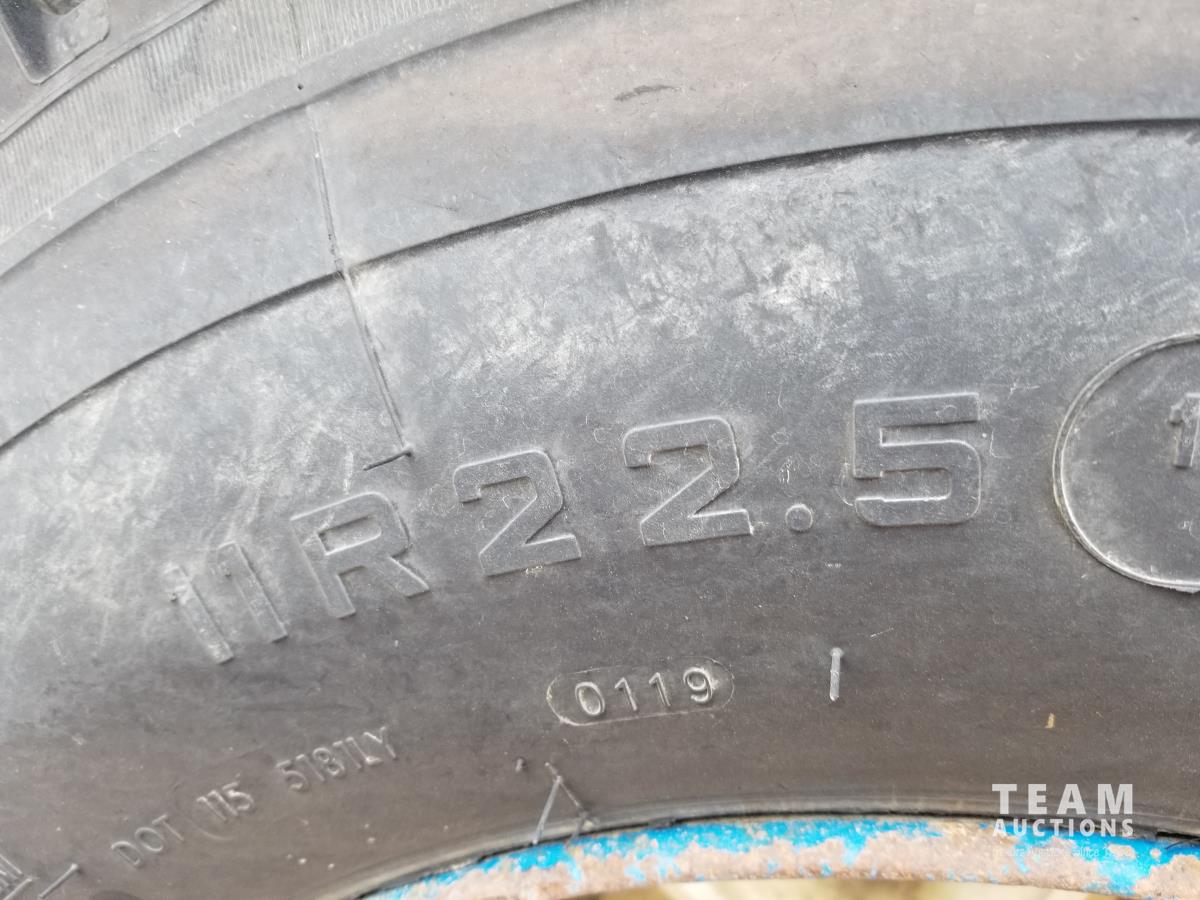 11R22.5
0119
DOT 115 5181LY
TEAM
AUCTIONS